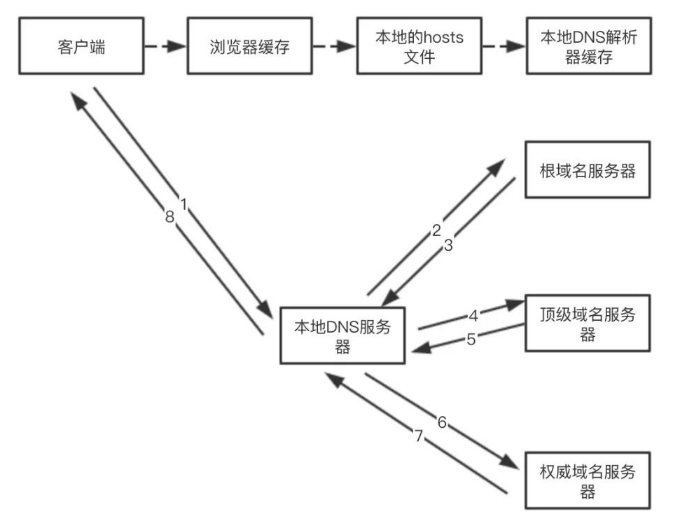 客户端
浏览器缓存
本地的hosts
文件
本地DNS解析
器缓存
根域名服务器
1
8
2
3
本地DNS服务
器
4
5
顶级域名服务
器
6
7
权威域名服务
器